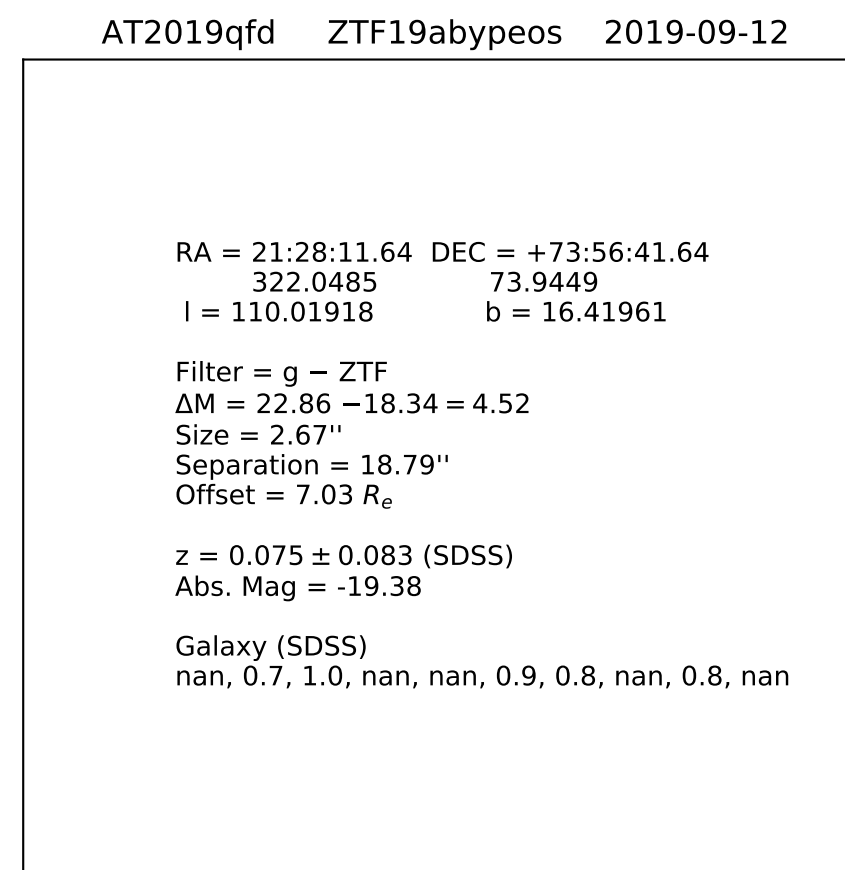 AT2019qfd ZTF19abypeos 2019-09-12
RA = 21:28:11.64 DEC = +73:56:41.64
322.0485 73.9449
l = 110.01918 b = 16.41961
Filter = g − ZTF
ΔM = 22.86 −18.34 = 4.52
Size = 2.67''
Separation = 18.79''
Offset = 7.03 Rₑ
z = 0.075 ± 0.083 (SDSS)
Abs. Mag = -19.38
Galaxy (SDSS)
nan, 0.7, 1.0, nan, nan, 0.9, 0.8, nan, 0.8, nan